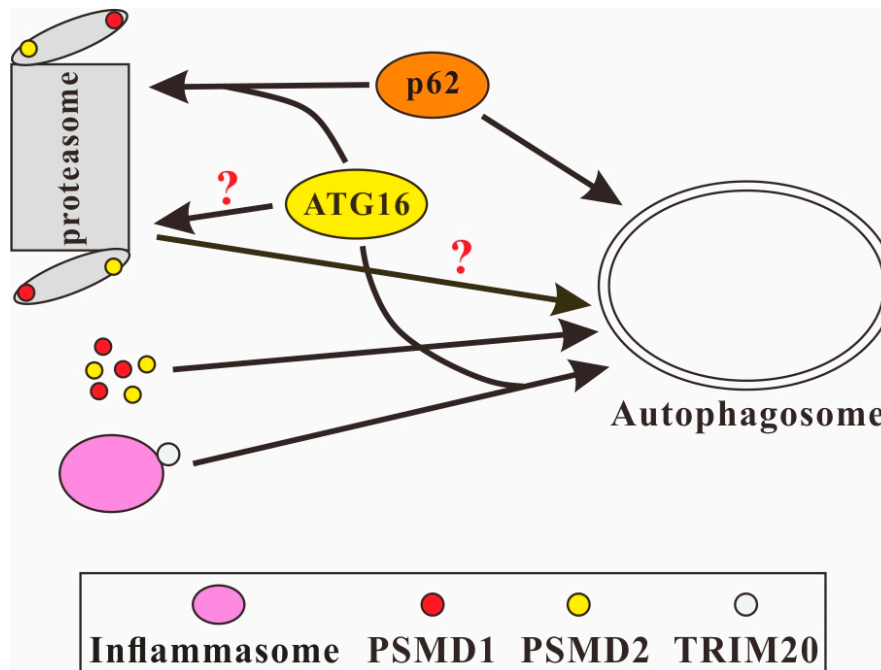 p62
proteasome
?
ATG16
?
Autophagosome
Inflammasome PSMD1 PSMD2 TRIM20